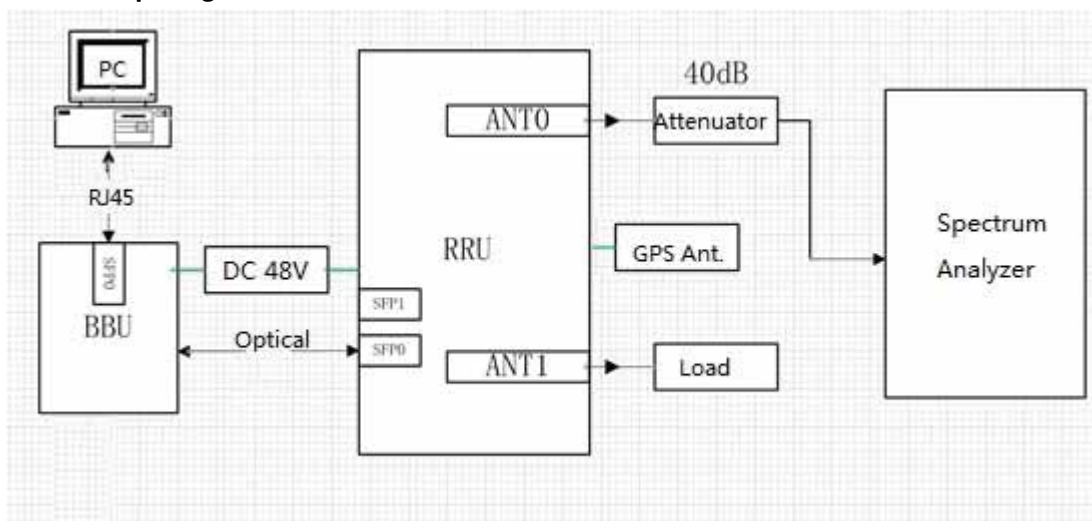 PC
RJ45
SFP0
BBU
DC 48V
Optical
ANT0
RRU
SFP1
SFP0
ANT1
40dB
Attenuator
GPS Ant.
Load
Spectrum
Analyzer